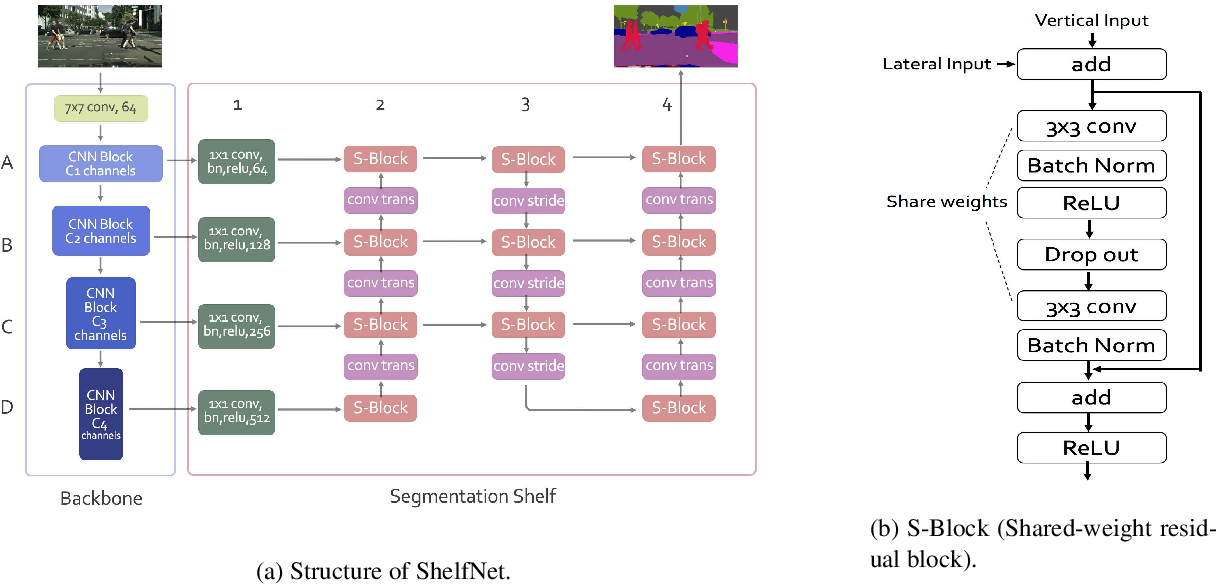 7x7 conv, 64
1
2
3
4
A
CNN Block
C1 channels
1x1 conv,
bn,relu,64
S-Block
S-Block
S-Block
conv trans
conv stride
conv trans
B
CNN Block
C2 channels
1x1 conv,
bn,relu,128
S-Block
S-Block
S-Block
conv trans
conv stride
conv trans
C
CNN
Block
C3
channels
1x1 conv,
bn,relu,256
S-Block
S-Block
S-Block
conv trans
conv stride
conv trans
D
CNN
Block
C4
channels
1x1 conv,
bn,relu,512
S-Block
S-Block
Backbone
Segmentation Shelf
(a) Structure of ShelfNet.
Vertical Input
Lateral Input
add
3x3 conv
Batch Norm
Share weights
ReLU
Drop out
3x3 conv
Batch Norm
add
ReLU
(b) S-Block (Shared-weight resid-
ual block).